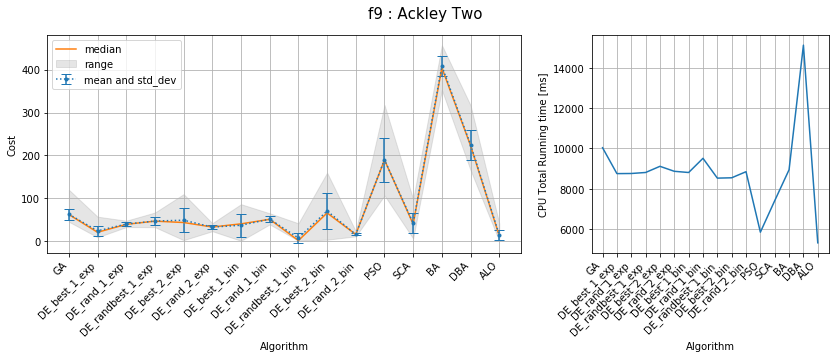 f9 : Ackley Two
median
range
mean and std_dev
Cost
400
300
200
100
0
GA
DE_best_1_exp
DE_rand_1_exp
DE_randbest_1_exp
DE_best_2_exp
DE_rand_2_exp
DE_best_1_bin
DE_rand_1_bin
DE_randbest_1_bin
DE_best_2_bin
DE_rand_2_bin
PSO
SCA
BA
DBA
ALO
Algorithm
CPU Total Running time [ms]
14000
12000
10000
8000
6000
GA
DE_best_1_exp
DE_rand_1_exp
DE_randbest_1_exp
DE_best_2_exp
DE_rand_2_exp
DE_best_1_bin
DE_rand_1_bin
DE_randbest_1_bin
DE_best_2_bin
DE_rand_2_bin
PSO
SCA
BA
DBA
ALO
Algorithm